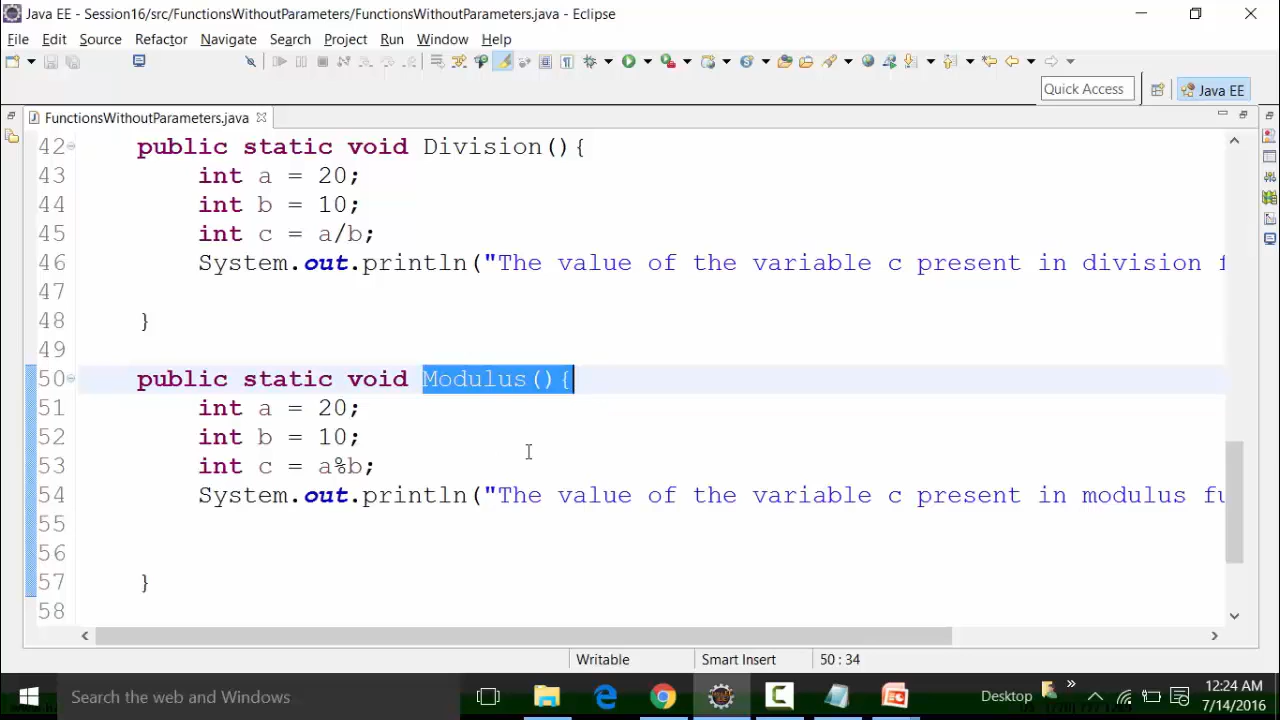 Java EE - Session16/src/FunctionsWithoutParameters/FunctionsWithoutParameters.java - Eclipse
File Edit Source Refactor Navigate Search Project Run Window Help
Quick Access
Java EE
FunctionsWithoutParameters.java
42 public static void Division(){
43 int a = 20;
44 int b = 10;
45 int c = a/b;
46 System.out.println("The value of the variable c present in division f
47
48 }
49
50 public static void Modulus(){
51 int a = 20;
52 int b = 10;
53 int c = a%b;
54 System.out.println("The value of the variable c present in modulus fu
55
56
57 }
58
Writable Smart Insert 50 : 34
Search the web and Windows
Desktop
12:24 AM
7/14/2016